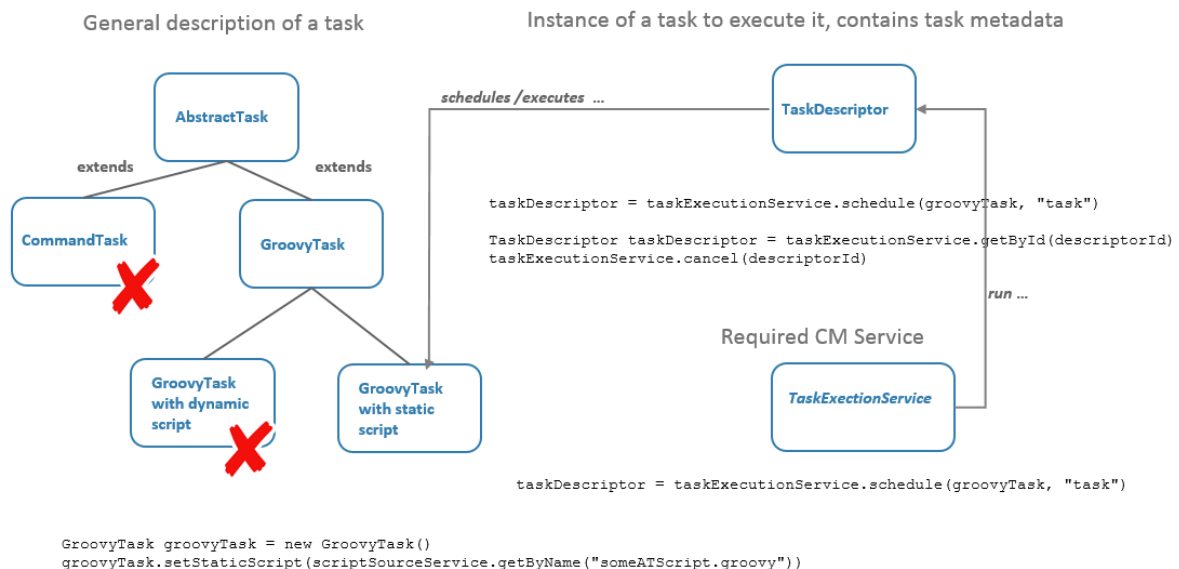 General description of a task
Instance of a task to execute it, contains task metadata
AbstractTask
schedules /executes ...
TaskDescriptor
extends
extends
CommandTask
GroovyTask
taskDescriptor = taskExecutionService.schedule(groovyTask, "task")
TaskDescriptor taskDescriptor = taskExecutionService.getById(descriptorId)
taskExecutionService.cancel(descriptorId)
run ...
Required CM Service
GroovyTask
with dynamic
script
GroovyTask
with static
script
TaskExectionService
taskDescriptor = taskExecutionService.schedule(groovyTask, "task")
GroovyTask groovyTask = new GroovyTask()
groovyTask.setStaticScript(scriptSourceService.getByName("someATScript.groovy"))